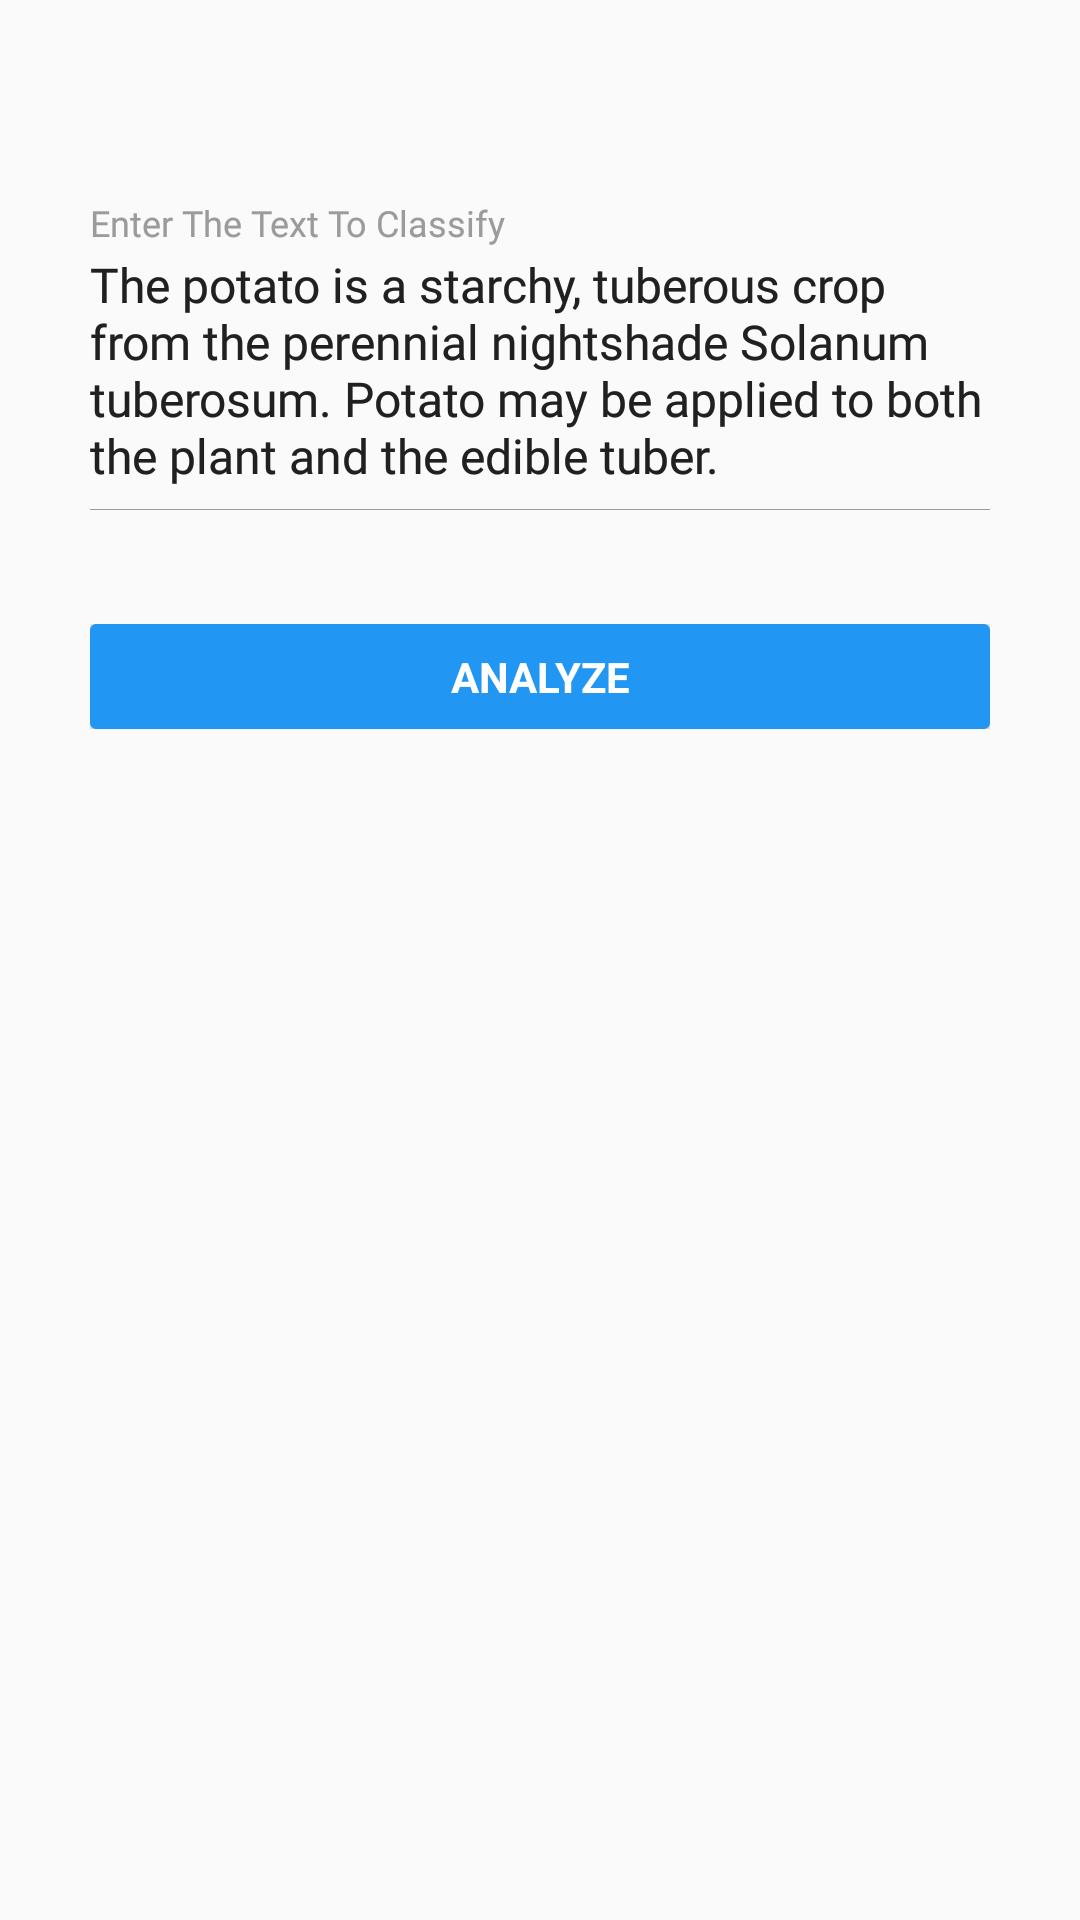 Enter The Text To Classify
The potato is a starchy, tuberous crop
from the perennial nightshade Solanum
tuberosum. Potato may be applied to both
the plant and the edible tuber.
ANALYZE